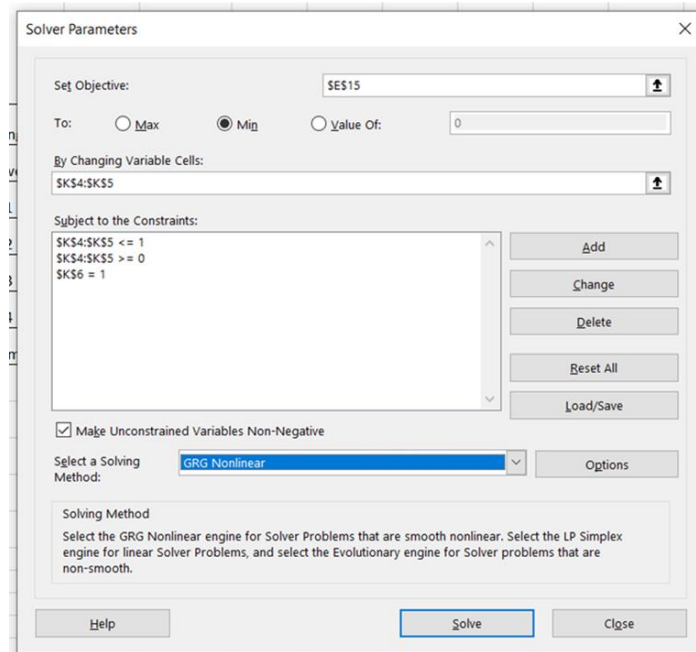 Solver Parameters
Set Objective: $E$15
To: Max Min Value Of: 0
By Changing Variable Cells:
$K$4:$K$5
Subject to the Constraints:
$K$4:$K$5 <= 1
$K$4:$K$5 >= 0
$K$6 = 1
Add
Change
Delete
Reset All
Load/Save
Make Unconstrained Variables Non-Negative
Select a Solving
Method:
GRG Nonlinear
Options
Solving Method
Select the GRG Nonlinear engine for Solver Problems that are smooth nonlinear. Select the LP Simplex
engine for linear Solver Problems, and select the Evolutionary engine for Solver problems that are
non-smooth.
Help Solve Close